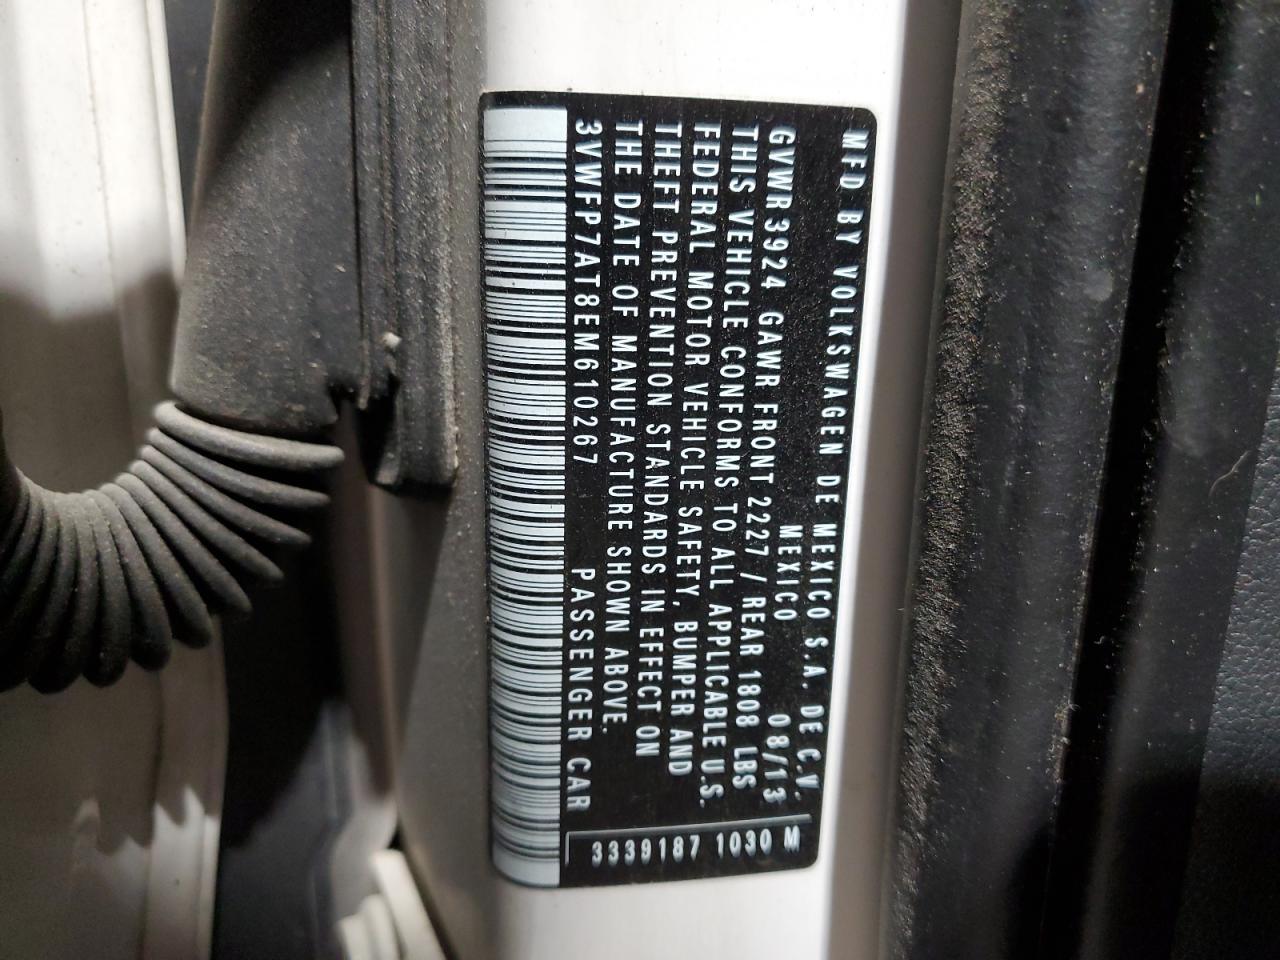 MFD BY VOLKSWAGEN DE MEXICO S.A. DE C.V.
MEXICO 08/13
GVWR 3924 GAWR FRONT 2227 / REAR 1808 LBS
THIS VEHICLE CONFORMS TO ALL APPLICABLE U.S.
FEDERAL MOTOR VEHICLE SAFETY, BUMPER AND
THEFT PREVENTION STANDARDS IN EFFECT ON
THE DATE OF MANUFACTURE SHOWN ABOVE.
3VWFP7AT8EM610267 PASSENGER CAR
3339187 1030 M